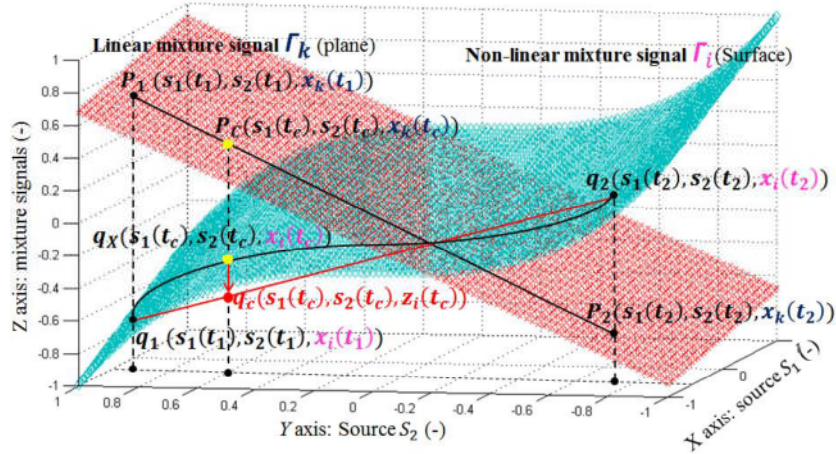 Linear mixture signal Γk (plane)
Non-linear mixture signal Γi (Surface)
P1 (s1(t1),s2(t1),xk(t1))
PC(s1(tc),s2(tc),xk(tc))
q2(s1(t2),s2(t2),xi(t2))
qX(s1(tc),s2(tc),xi(tc))
qc(s1(tc),s2(tc),zi(tc))
P2(s1(t2),s2(t2),xk(t2))
q1 (s1(t1),s2(t1),xi(t1))
Z axis: mixture signals (-)
1
0.8
0.6
0.4
0.2
0
-0.2
-0.4
-0.6
-0.8
-1
1
0.8
0.6
0.4
0.2
0
-0.2
-0.4
-0.6
-0.8
-1
Y axis: Source S2 (-)
-1
0
1
X axis: source S1 (-)